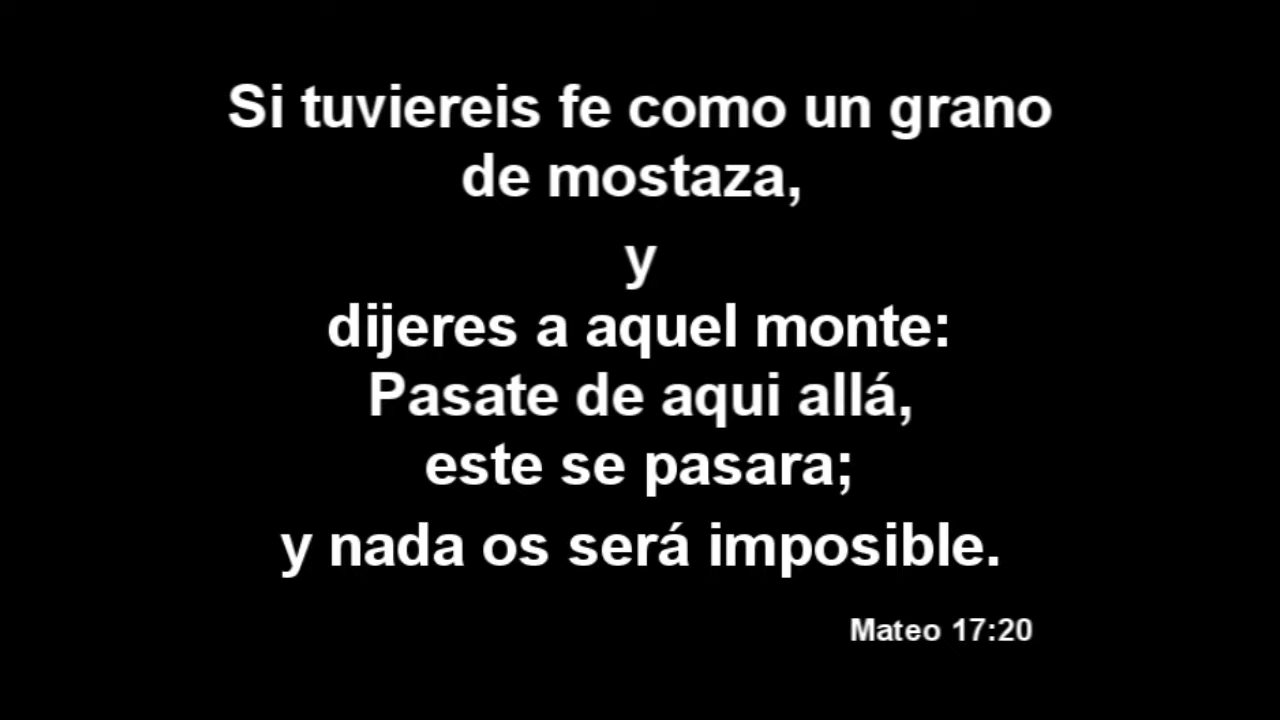 Si tuviereis fe como un grano
de mostaza,
y
dijeres a aquel monte:
Pasate de aqui allá,
este se pasara;
y nada os será imposible.
Mateo 17:20